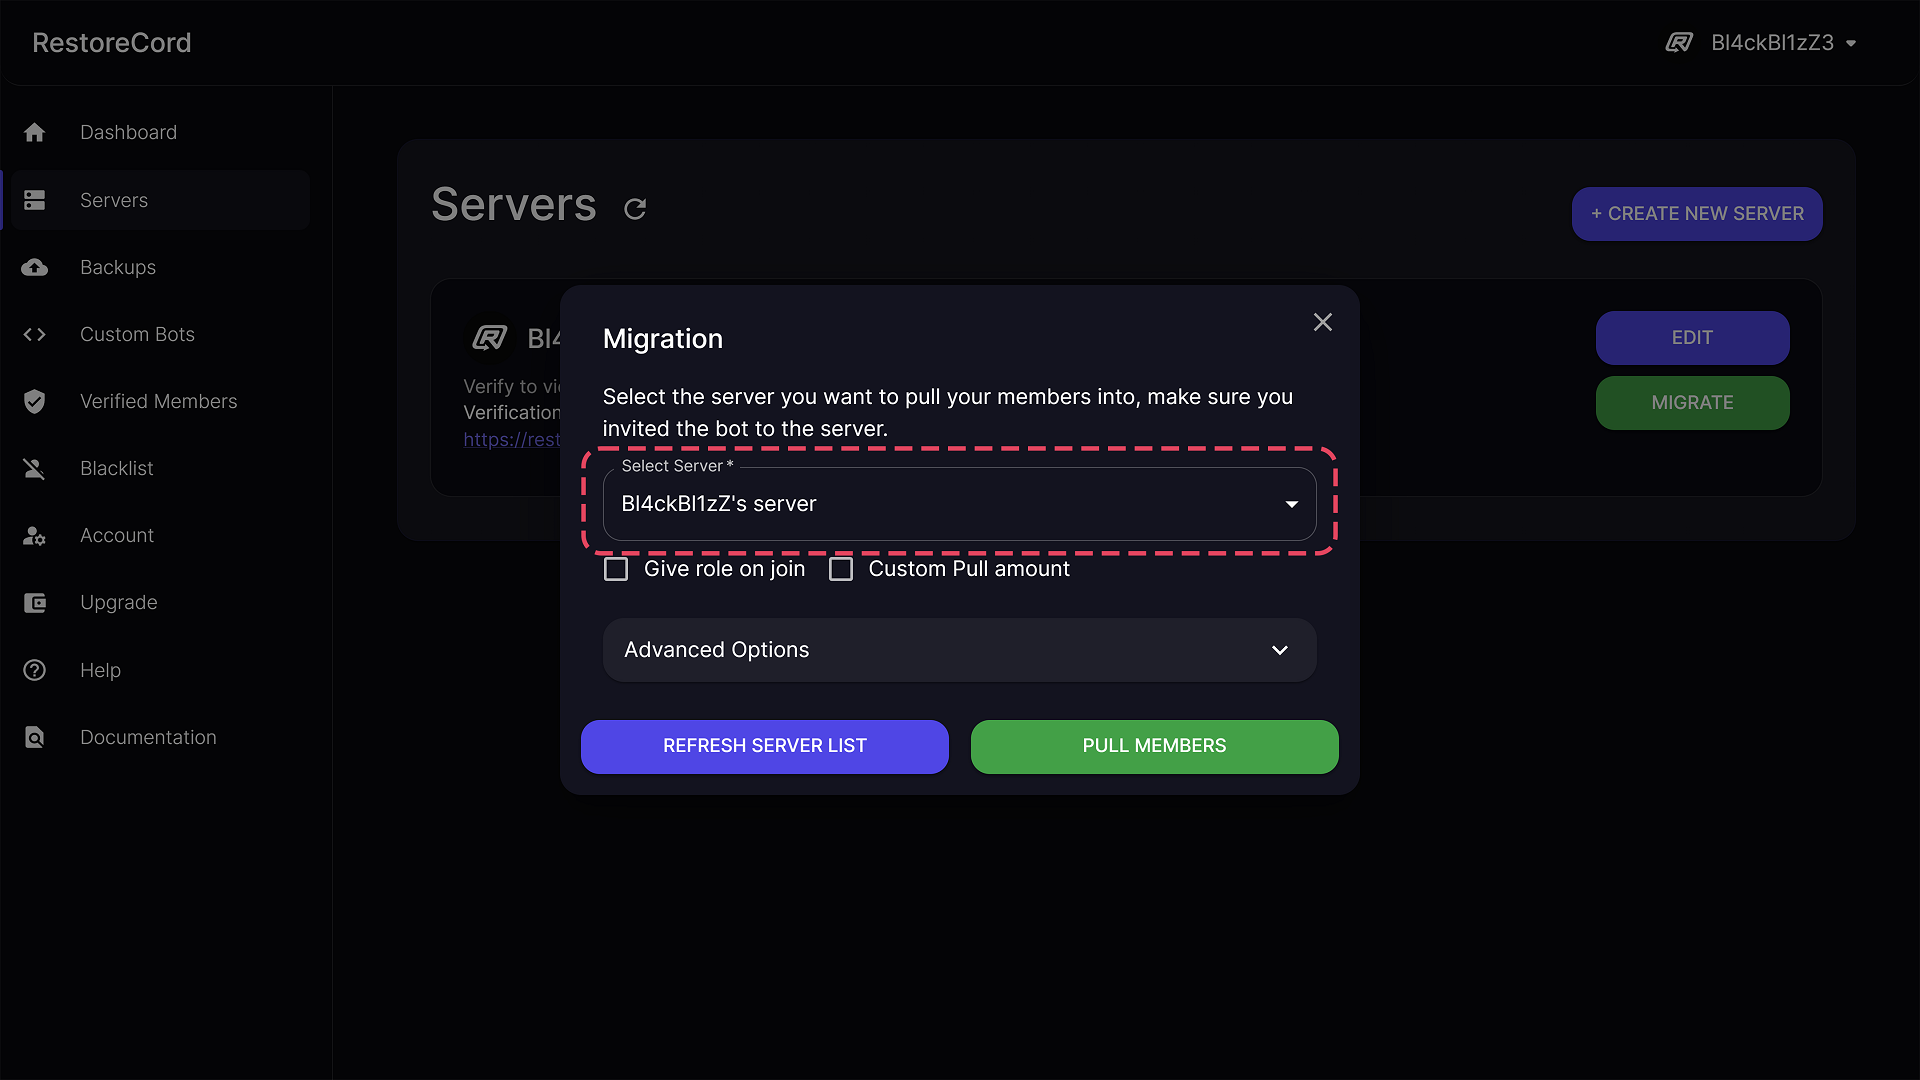 RestoreCord
Bl4ckBl1zZ3
Dashboard
Servers
Backups
Custom Bots
Verified Members
Blacklist
Account
Upgrade
Help
Documentation
Servers
+ CREATE NEW SERVER
Bl4
Verify to vi
Verification
https://rest
EDIT
MIGRATE
Migration
Select the server you want to pull your members into, make sure you
invited the bot to the server.
Select Server *
Bl4ckBl1zZ's server
Give role on join
Custom Pull amount
Advanced Options
REFRESH SERVER LIST
PULL MEMBERS